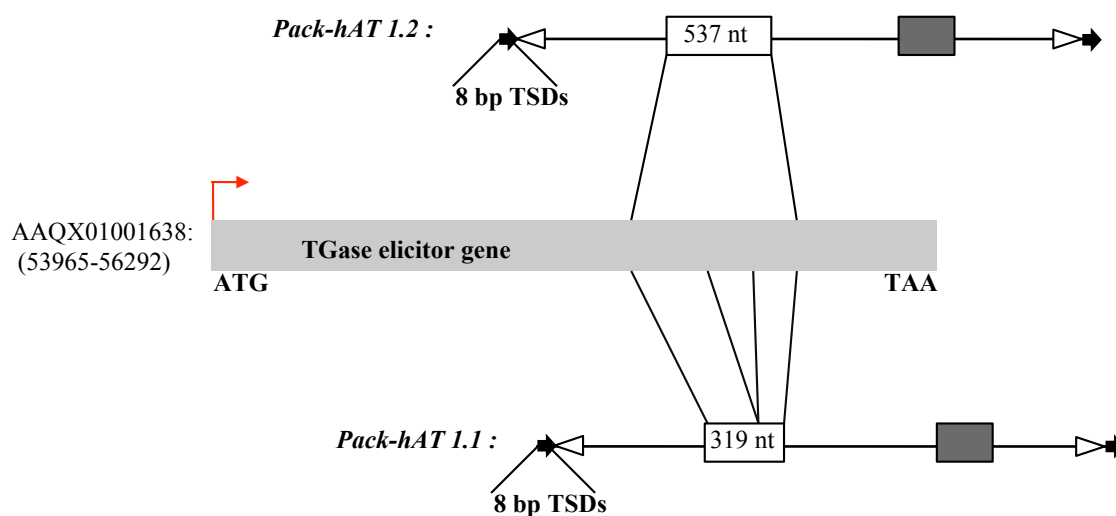 Pack-hAT 1.2 :
537 nt
8 bp TSDs
AAQX01001638:
(53965-56292)
TGase elicitor gene
ATG
TAA
Pack-hAT 1.1 :
319 nt
8 bp TSDs